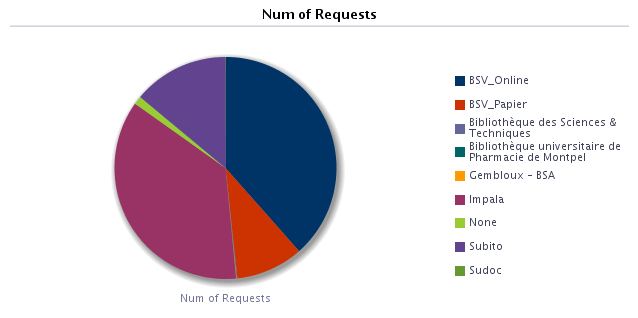 Num of Requests
BSV_Online
BSV_Papier
Bibliothèque des Sciences &
Techniques
Bibliothèque universitaire de
Pharmacie de Montpel
Gembloux - BSA
Impala
None
Subito
Sudoc
Num of Requests